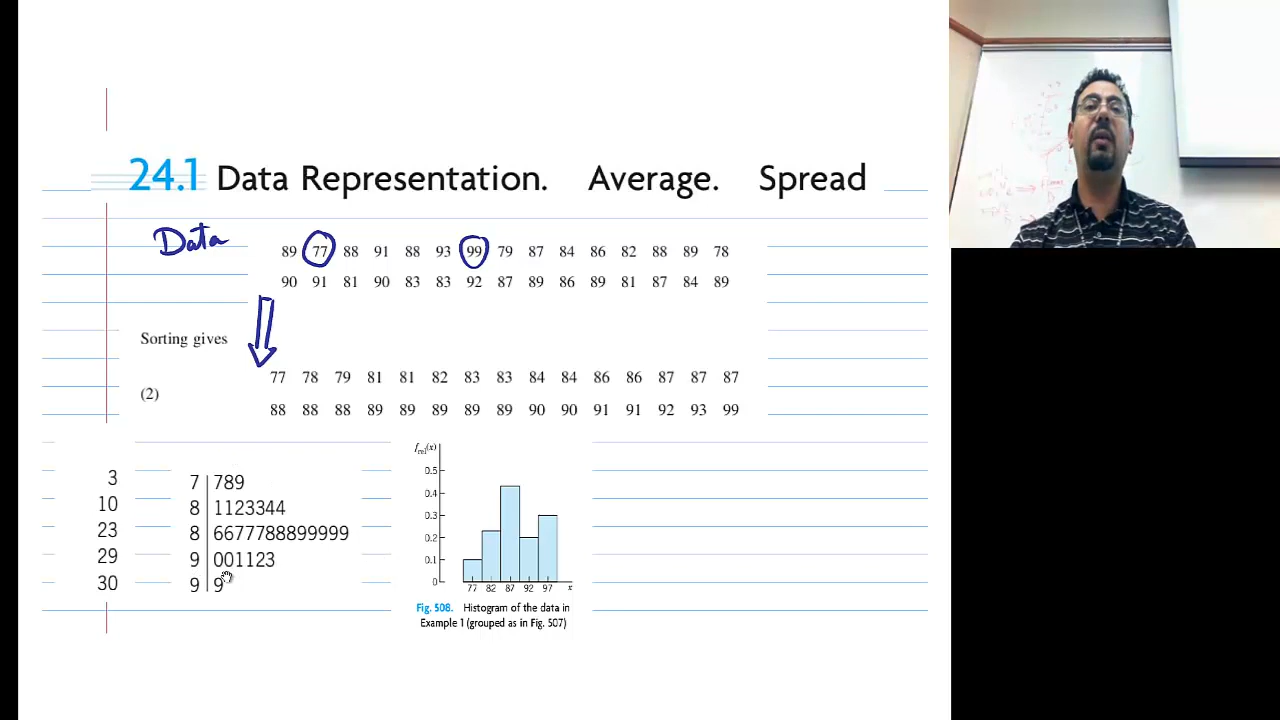 24.1 Data Representation. Average. Spread
Data
89 77 88 91 88 93 99 79 87 84 86 82 88 89 78
90 91 81 90 83 83 92 87 89 86 89 81 87 84 89
Sorting gives
77 78 79 81 81 82 83 83 84 84 86 86 87 87 87
(2)
88 88 88 89 89 89 89 89 90 90 91 91 92 93 99
3 7 789
10 8 1123344
23 8 6677788899999
29 9 001123
30 9 9
f rel(x)
0.5
0.4
0.3
0.2
0.1
0
77 82 87 92 97 x
Fig. 508. Histogram of the data in
Example 1 (grouped as in Fig. 507)